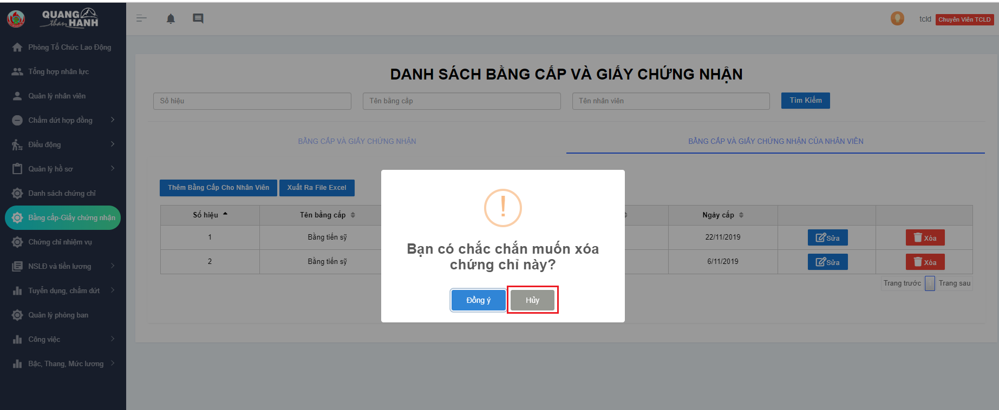 QUANG
than HANH
tcld Chuyên Viên TCLD
Phòng Tổ Chức Lao Động
Tổng hợp nhân lực
Quản lý nhân viên
Chấm dứt hợp đồng
Điều động
Quản lý hồ sơ
Danh sách chứng chỉ
Bằng cấp-Giấy chứng nhận
Chứng chỉ nhiệm vụ
NSLĐ và tiền lương
Tuyển dụng, chấm dứt
Quản lý phòng ban
Công việc
Bậc, Thang, Mức lương
DANH SÁCH BẰNG CẤP VÀ GIẤY CHỨNG NHẬN
Số hiệu Tên bằng cấp Tên nhân viên Tìm Kiếm
BẰNG CẤP VÀ GIẤY CHỨNG NHẬN BẰNG CẤP VÀ GIẤY CHỨNG NHẬN CỦA NHÂN VIÊN
Thêm Bằng Cấp Cho Nhân Viên Xuất Ra File Excel
Số hiệu Tên bằng cấp Ngày cấp
1 Bằng tiến sỹ 22/11/2019 Sửa Xóa
2 Bằng tiến sỹ 6/11/2019 Sửa Xóa
Trang trước Trang sau
!
Bạn có chắc chắn muốn xóa
chứng chỉ này?
Đồng ý Hủy